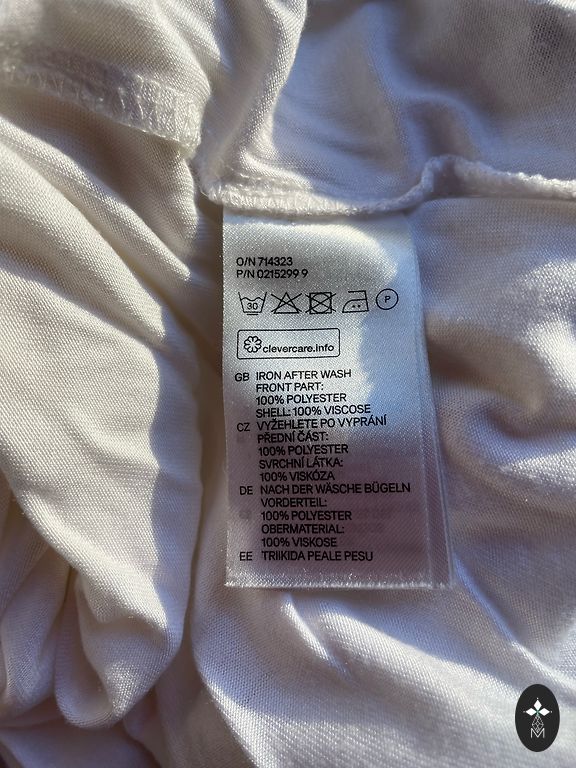 O/N 714323
P/N 0215299 9
30 P
clevercare.info
GB IRON AFTER WASH
FRONT PART:
100% POLYESTER
SHELL: 100% VISCOSE
CZ VYŽEHLETE PO VYPRÁNÍ
PŘEDNÍ ČÁST:
100% POLYESTER
SVRCHNÍ LÁTKA:
100% VISKÓZA
DE NACH DER WÄSCHE BÜGELN
VORDERTEIL:
100% POLYESTER
OBERMATERIAL:
100% VISKOSE
EE TRIIKIDA PEALE PESU
M